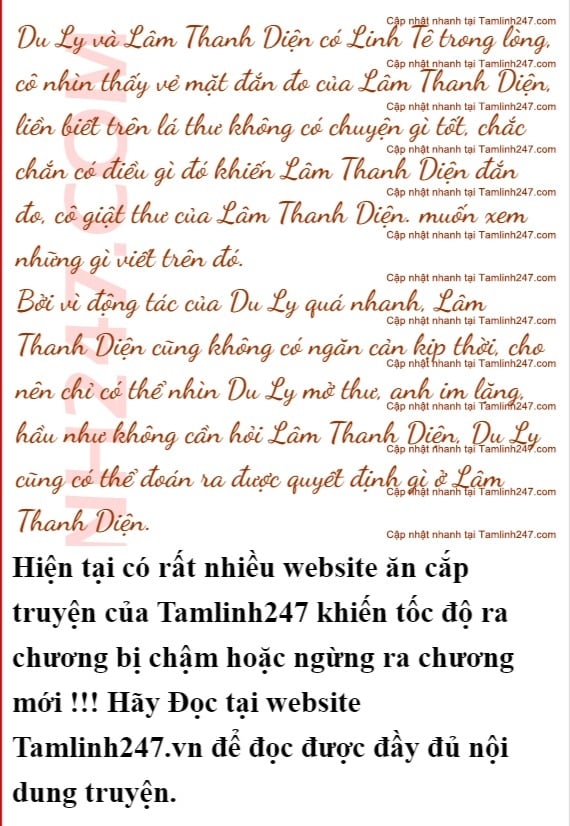 Cập nhật nhanh tại Tamlinh247.com
Du Ly và Lâm Thanh Diện có Linh Tê trong lòng,
Cập nhật nhanh tại Tamlinh247.com
cô nhìn thấy vẻ mặt đắn đo của Lâm Thanh Diện,
Cập nhật nhanh tại Tamlinh247.com
liền biết trên lá thư không có chuyện gì tốt, chắc
Cập nhật nhanh tại Tamlinh247.com
chắn có điều gì đó khiến Lâm Thanh Diện đắn
Cập nhật nhanh tại Tamlinh247.com
đo, cô giật thư của Lâm Thanh Diện. muốn xem
Cập nhật nhanh tại Tamlinh247.com
những gì viết trên đó.
Cập nhật nhanh tại Tamlinh247.com
Bởi vì động tác của Du Ly quá nhanh, Lâm
Cập nhật nhanh tại Tamlinh247.com
Thanh Diện cũng không có ngăn cản kịp thời, cho
Cập nhật nhanh tại Tamlinh247.com
nên chỉ có thể nhìn Du Ly mở thư, anh im lặng,
Cập nhật nhanh tại Tamlinh247.com
hầu như không cần hỏi Lâm Thanh Diện, Du Ly
Cập nhật nhanh tại Tamlinh247.com
cũng có thể đoán ra được quyết định gì ở Lâm
Cập nhật nhanh tại Tamlinh247.com
Thanh Diện.
Cập nhật nhanh tại Tamlinh247.com
NH247.COM
Hiện tại có rất nhiều website ăn cắp
truyện của Tamlinh247 khiến tốc độ ra
chương bị chậm hoặc ngừng ra chương
mới !!! Hãy Đọc tại website
Tamlinh247.vn để đọc được đầy đủ nội
dung truyện.